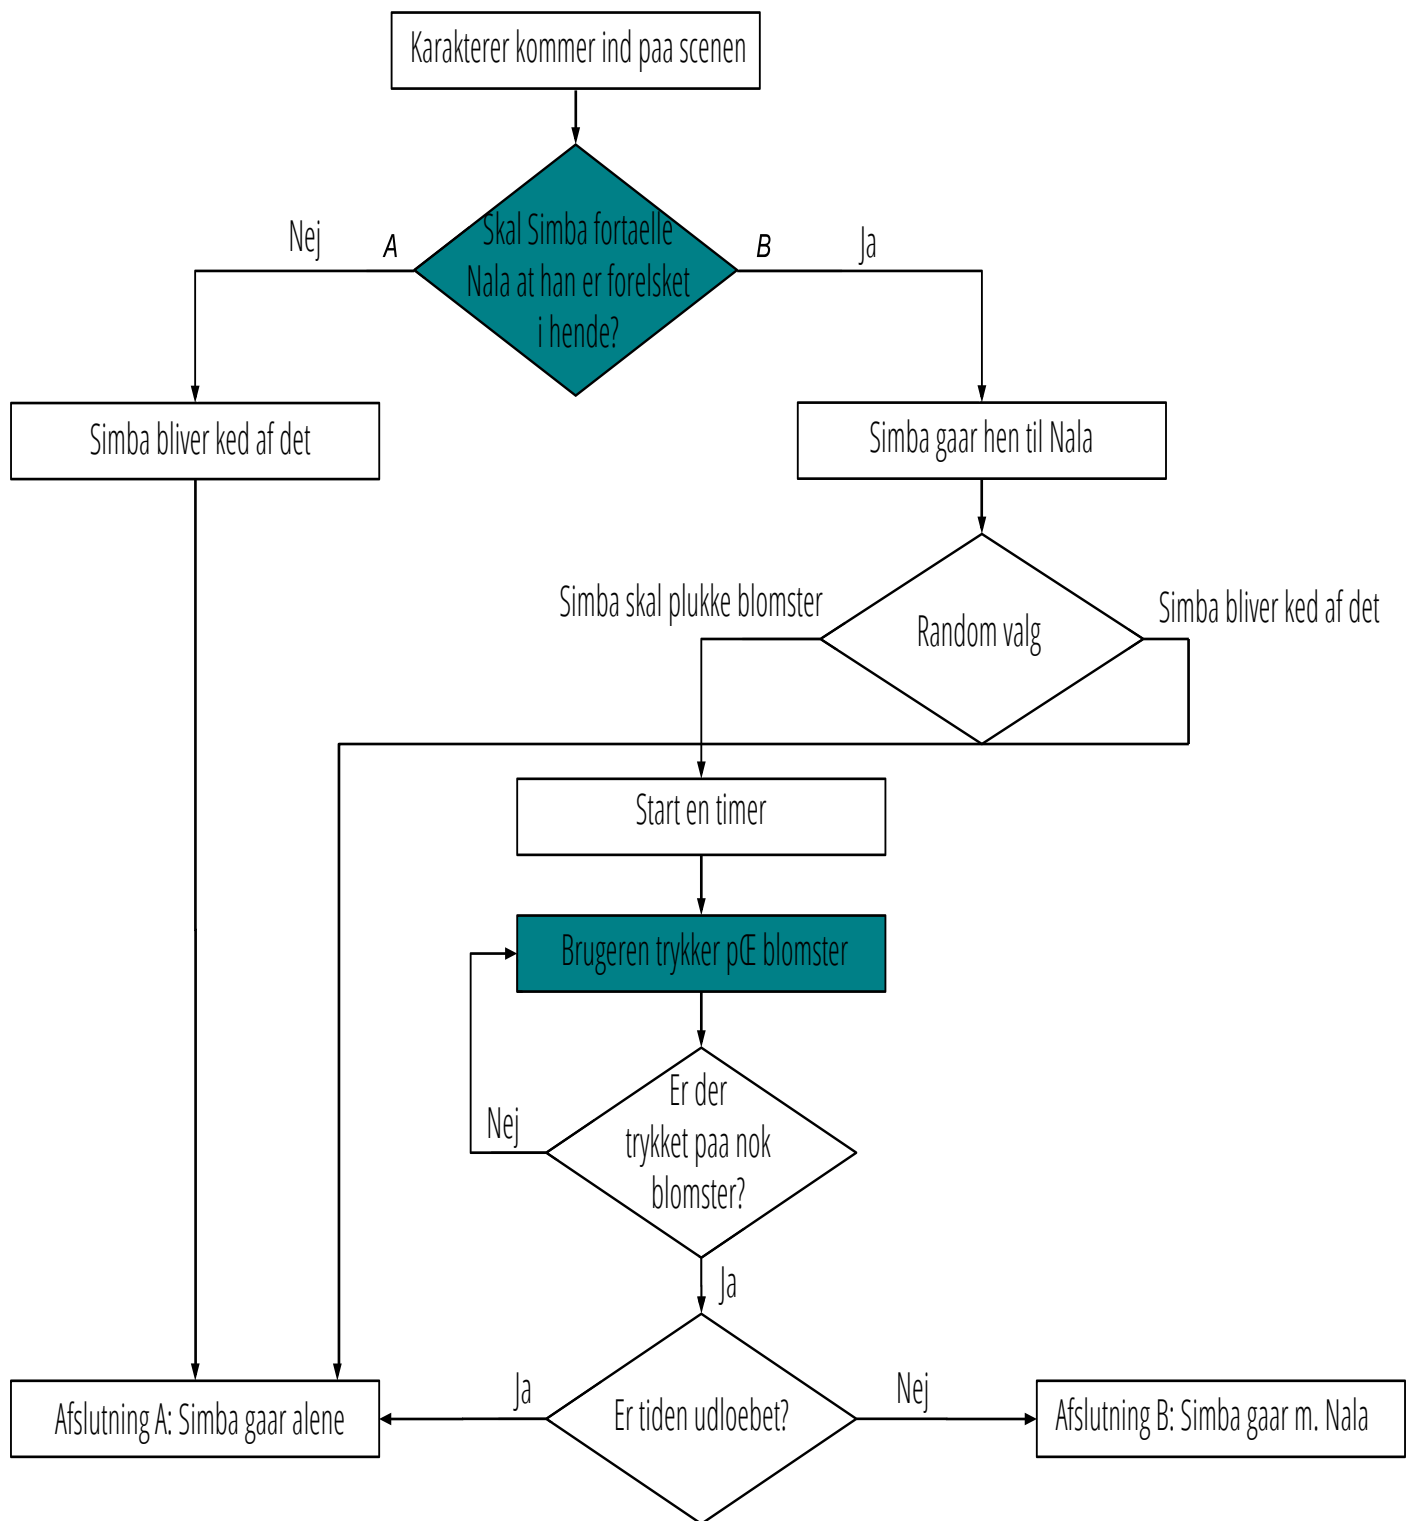 Karakterer kommer ind paa scenen
Nej
A
Skal Simba fortaelle
Nala at han er forelsket
i hende?
B
Ja
Simba bliver ked af det
Simba gaar hen til Nala
Simba skal plukke blomster
Random valg
Simba bliver ked af det
Start en timer
Brugeren trykker pŒ blomster
Er der
trykket paa nok
blomster?
Nej
Ja
Ja
Er tiden udloebet?
Nej
Afslutning A: Simba gaar alene
Afslutning B: Simba gaar m. Nala